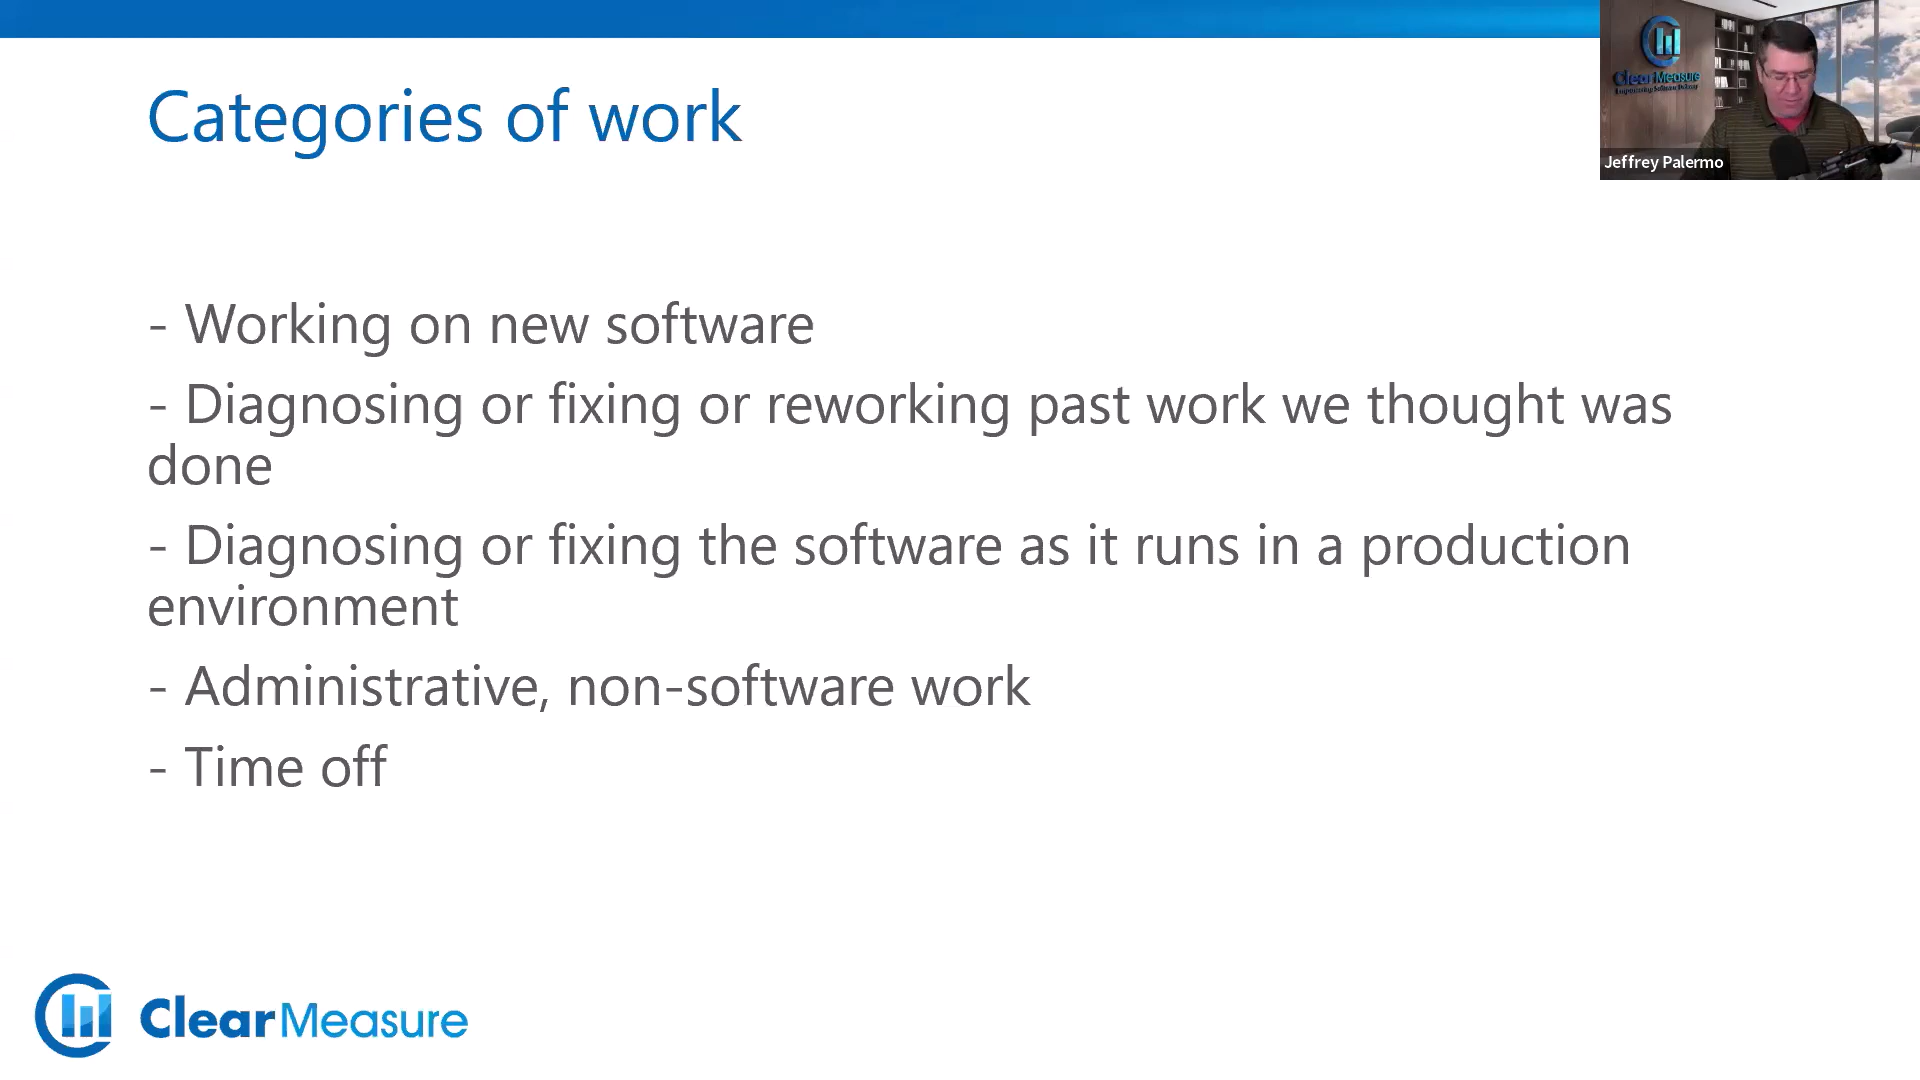 Categories of work
ClearMeasure
Jeffrey Palermo
- Working on new software
- Diagnosing or fixing or reworking past work we thought was
done
- Diagnosing or fixing the software as it runs in a production
environment
- Administrative, non-software work
- Time off
ClearMeasure